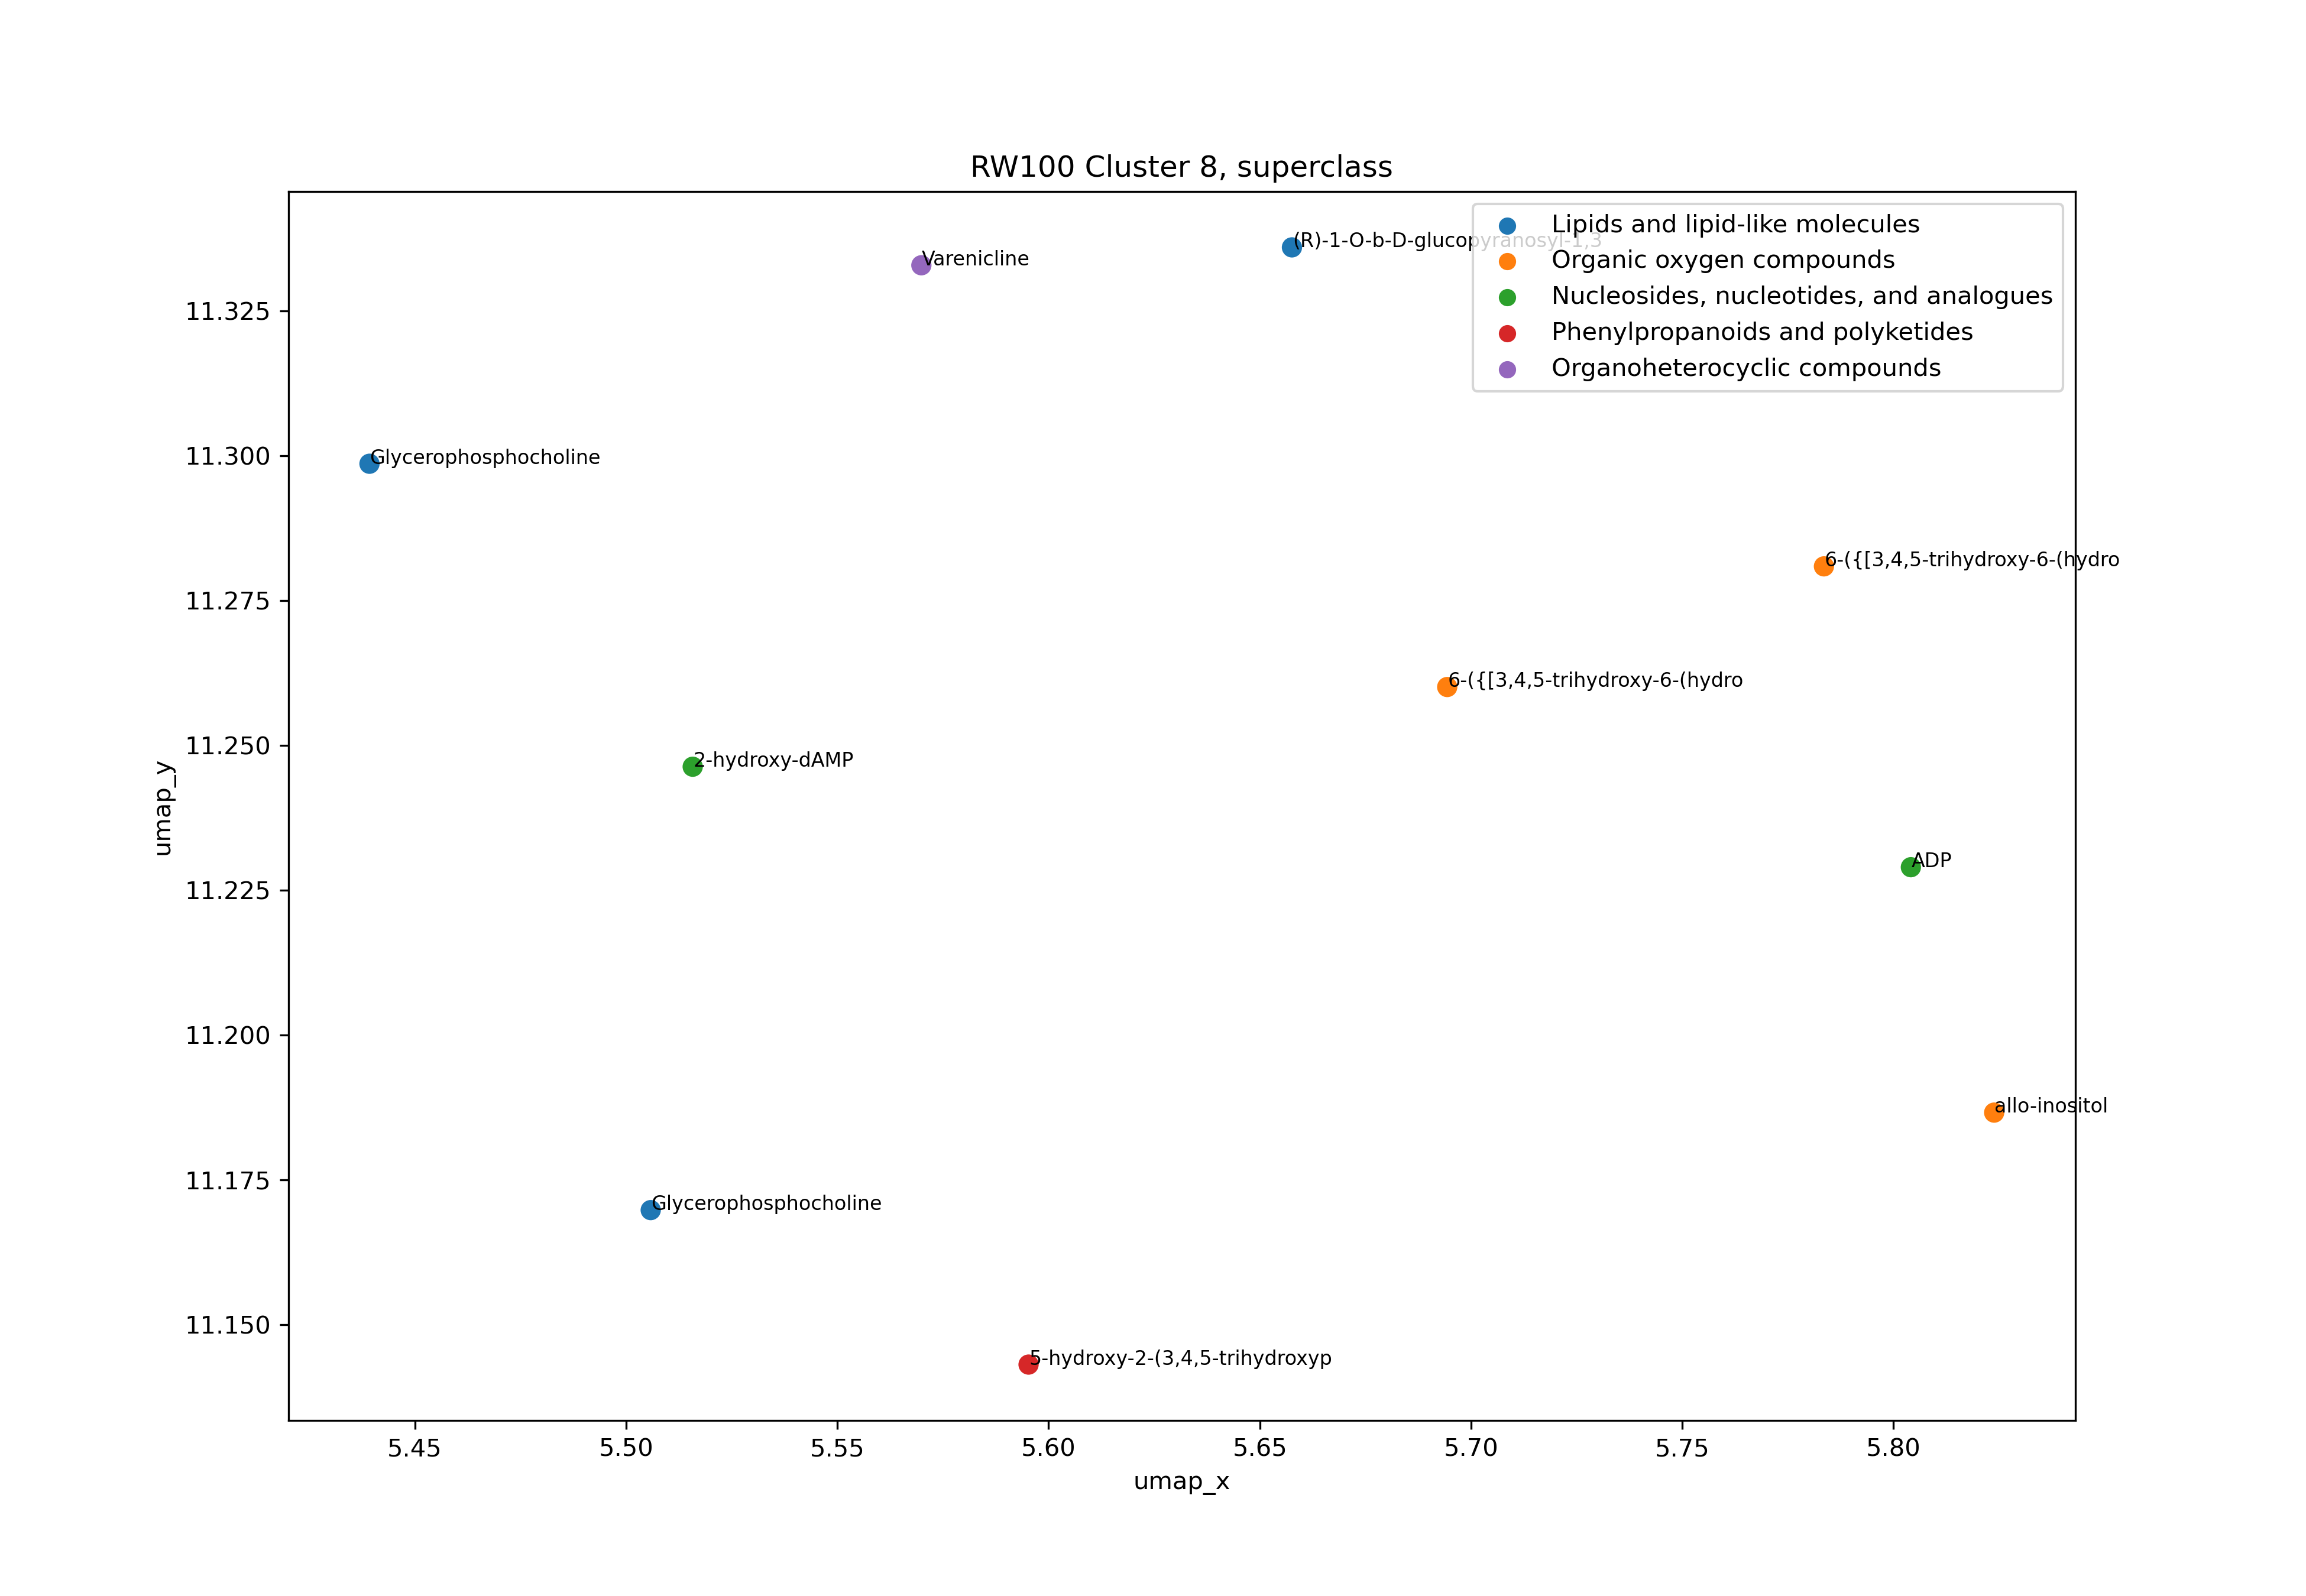 RW100 Cluster 8, superclass
Lipids and lipid-like molecules
Organic oxygen compounds
Nucleosides, nucleotides, and analogues
Phenylpropanoids and polyketides
Organoheterocyclic compounds
(R)-1-O-b-D-glucopyranosyl-1,3
Varenicline
Glycerophosphocholine
6-({[3,4,5-trihydroxy-6-(hydro
6-({[3,4,5-trihydroxy-6-(hydro
2-hydroxy-dAMP
ADP
allo-inositol
Glycerophosphocholine
5-hydroxy-2-(3,4,5-trihydroxyp
11.325
11.300
11.275
11.250
11.225
11.200
11.175
11.150
umap_y
5.45 5.50 5.55 5.60 5.65 5.70 5.75 5.80
umap_x